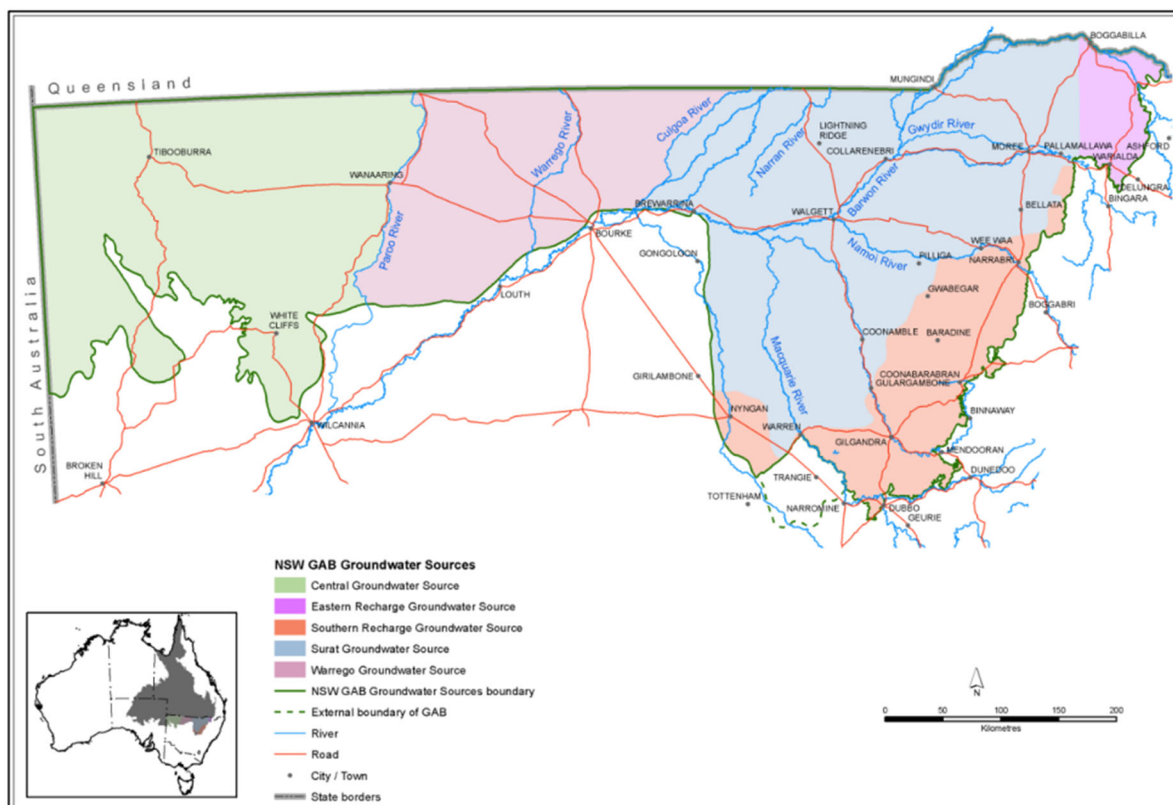 Queensland
South Australia
BOGGABILLA
MUNGINDI
TIBOOBURRA
WANAARING
Warrego River
Culgoa River
Narran River
LIGHTNING
RIDGE
COLLARENEBRI
Gwydir River
MOREE
PALLAMALLAWA
ASHFORD
WARIALDA
DELUNGRA
BINGARA
Paroo River
BREWARRINA
BOURKE
WALGETT
Barwon River
BELLATA
GONGOLOON
Namoi River
PILLIGA
WEE WAA
NARRABRI
LOUTH
GWABEGAR
BOGGABRI
WHITE
CLIFFS
COONAMBLE
BARADINE
Macquarie River
GIRILAMBONE
COONABARABRAN
GULARGAMBONE
WILCANNIA
NYNGAN
WARREN
BINNAWAY
GILGANDRA
MENDOORAN
BROKEN
HILL
TRANGIE
DUNEDOO
TOTTENHAM
NARROMINE
DUBBO
GEURIE
NSW GAB Groundwater Sources
Central Groundwater Source
Eastern Recharge Groundwater Source
Southern Recharge Groundwater Source
Surat Groundwater Source
Warrego Groundwater Source
NSW GAB Groundwater Sources boundary
External boundary of GAB
River
Road
City / Town
State borders
N
0 50 100 150 200
Kilometres